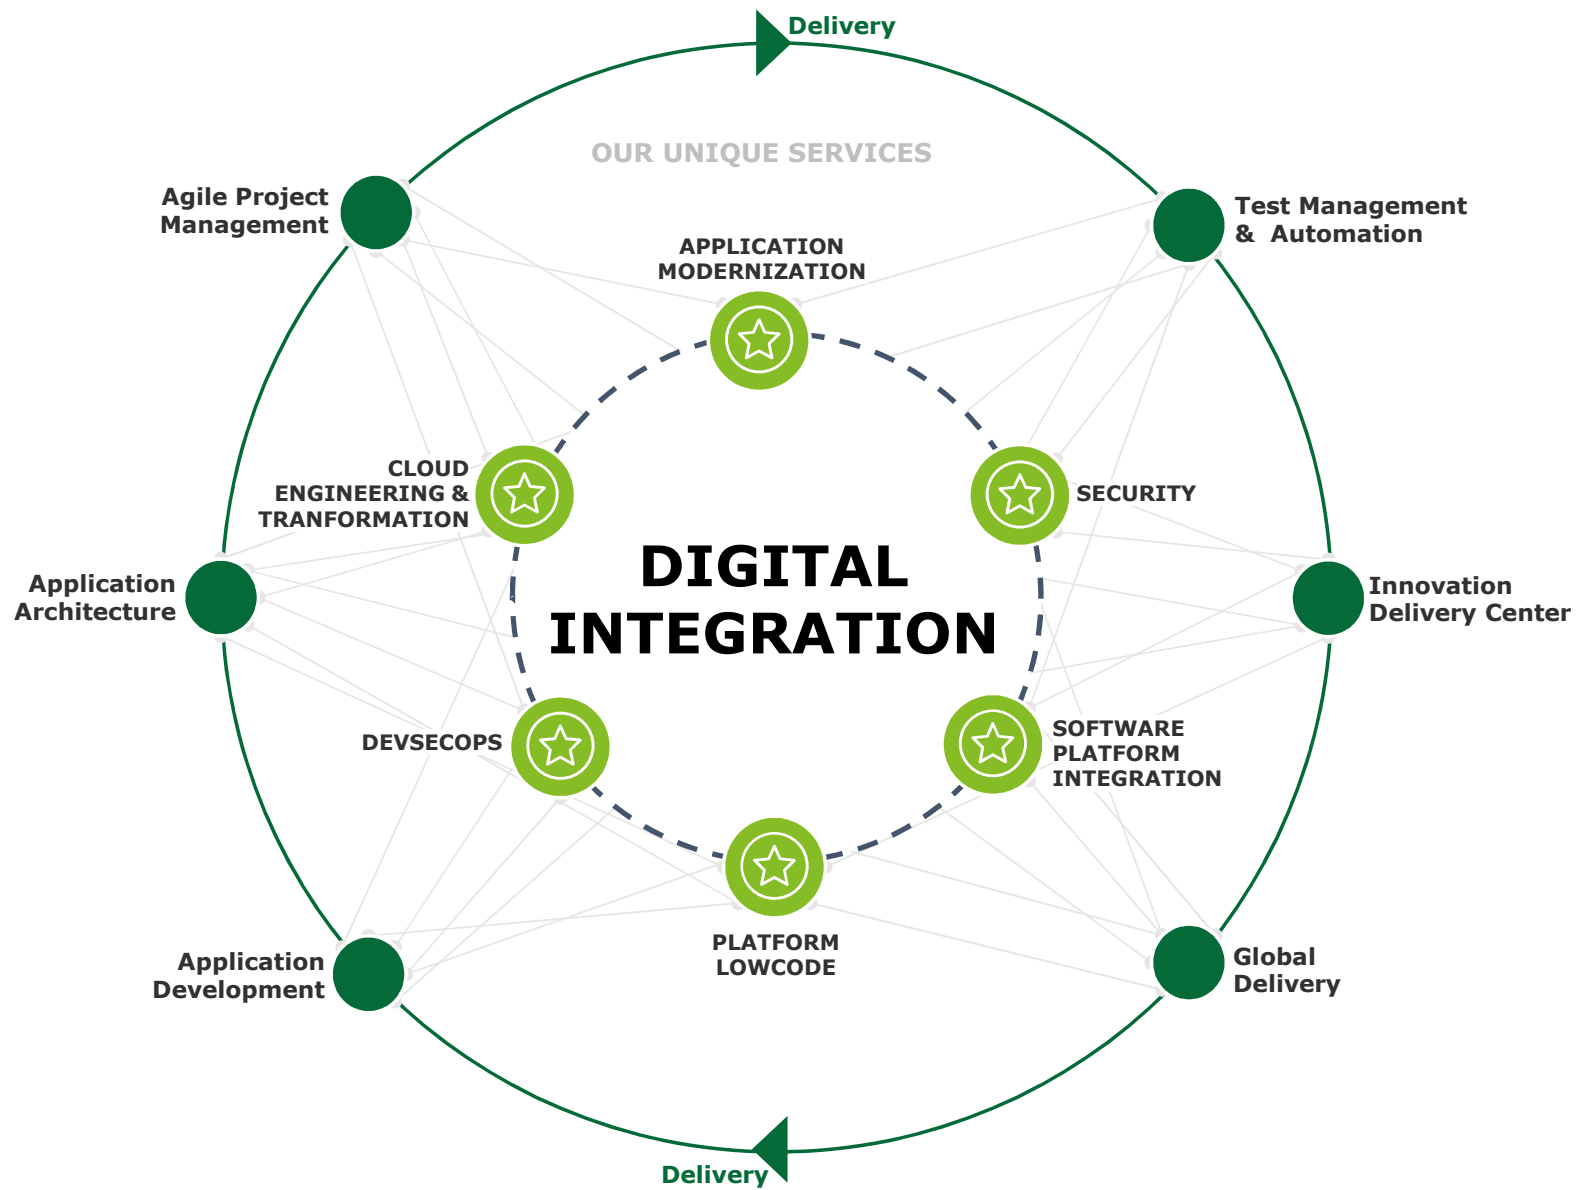 Delivery
OUR UNIQUE SERVICES
Agile Project
Management
Test Management
&  Automation
APPLICATION
MODERNIZATION
CLOUD
ENGINEERING &
TRANFORMATION
SECURITY
DIGITAL
INTEGRATION
Application
Architecture
Innovation
Delivery Center
DEVSECOPS
SOFTWARE
PLATFORM
INTEGRATION
PLATFORM
LOWCODE
Application
Development
Global
Delivery
Delivery